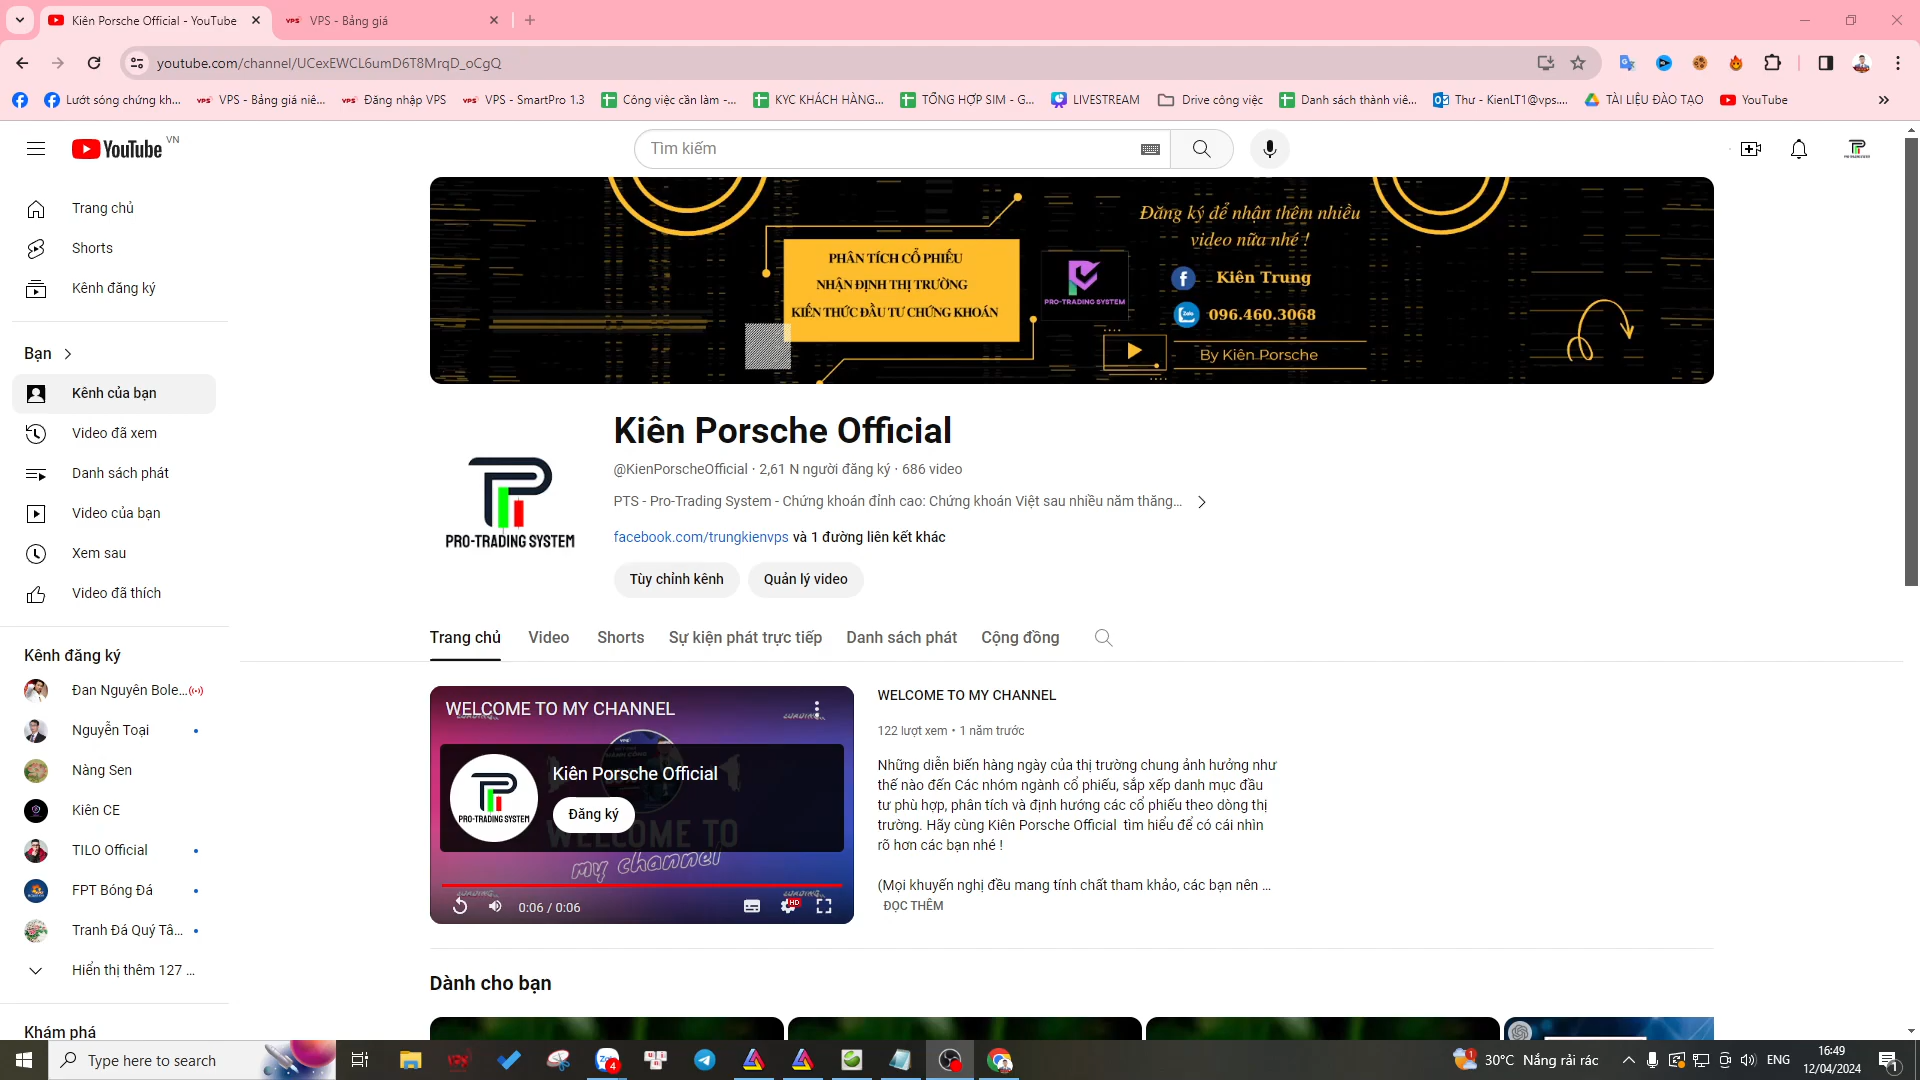 Kiên Porsche Official - YouTube
VPS - Bảng giá
youtube.com/channel/UCexEWCL6umD6T8MrqD_oCgQ
Lướt sóng chứng kh...
VPS - Bảng giá niê...
Đăng nhập VPS
VPS - SmartPro 1.3
Công việc cần làm -...
KYC KHÁCH HÀNG...
TỔNG HỢP SIM - G...
LIVESTREAM
Drive công việc
Danh sách thành viê...
Thư - KienLT1@vps....
TÀI LIỆU ĐÀO TẠO
YouTube
YouTube VN
Tìm kiếm
Trang chủ
Shorts
Kênh đăng ký
Bạn
Kênh của bạn
Video đã xem
Danh sách phát
Video của bạn
Xem sau
Video đã thích
Kênh đăng ký
Đan Nguyên Bole...
Nguyễn Toại
Nàng Sen
Kiên CE
TILO Official
FPT Bóng Đá
Tranh Đá Quý Tâ...
Hiển thị thêm 127 ...
Khám phá
PHÂN TÍCH CỔ PHIẾU
NHẬN ĐỊNH THỊ TRƯỜNG
KIẾN THỨC ĐẦU TƯ CHỨNG KHOÁN
PRO-TRADING SYSTEM
Đăng ký để nhận thêm nhiều
video nữa nhé !
Kiên Trung
Zalo
096.460.3068
By Kiên Porsche
PRO-TRADING SYSTEM
Kiên Porsche Official
@KienPorscheOfficial · 2,61 N người đăng ký · 686 video
PTS - Pro-Trading System - Chứng khoán đỉnh cao: Chứng khoán Việt sau nhiều năm thăng...
facebook.com/trungkienvps và 1 đường liên kết khác
Tùy chỉnh kênh
Quản lý video
Trang chủ
Video
Shorts
Sự kiện phát trực tiếp
Danh sách phát
Cộng đồng
WELCOME TO MY CHANNEL
LOADING...
LOADING...
Kiên Porsche Official
PRO-TRADING SYSTEM
Đăng ký
WELCOME TO
my channel
LOADING...
LOADING...
0:06 / 0:06
HD
WELCOME TO MY CHANNEL
122 lượt xem • 1 năm trước
Những diễn biến hàng ngày của thị trường chung ảnh hưởng như
thế nào đến Các nhóm ngành cổ phiếu, sắp xếp danh mục đầu
tư phù hợp, phân tích và định hướng các cổ phiếu theo dòng thị
trường. Hãy cùng Kiên Porsche Official tìm hiểu để có cái nhìn
rõ hơn các bạn nhé !
(Mọi khuyến nghị đều mang tính chất tham khảo, các bạn nên ...
ĐỌC THÊM
Dành cho bạn
Type here to search
4
1
30°C Nắng rải rác
ENG
16:49
12/04/2024
1